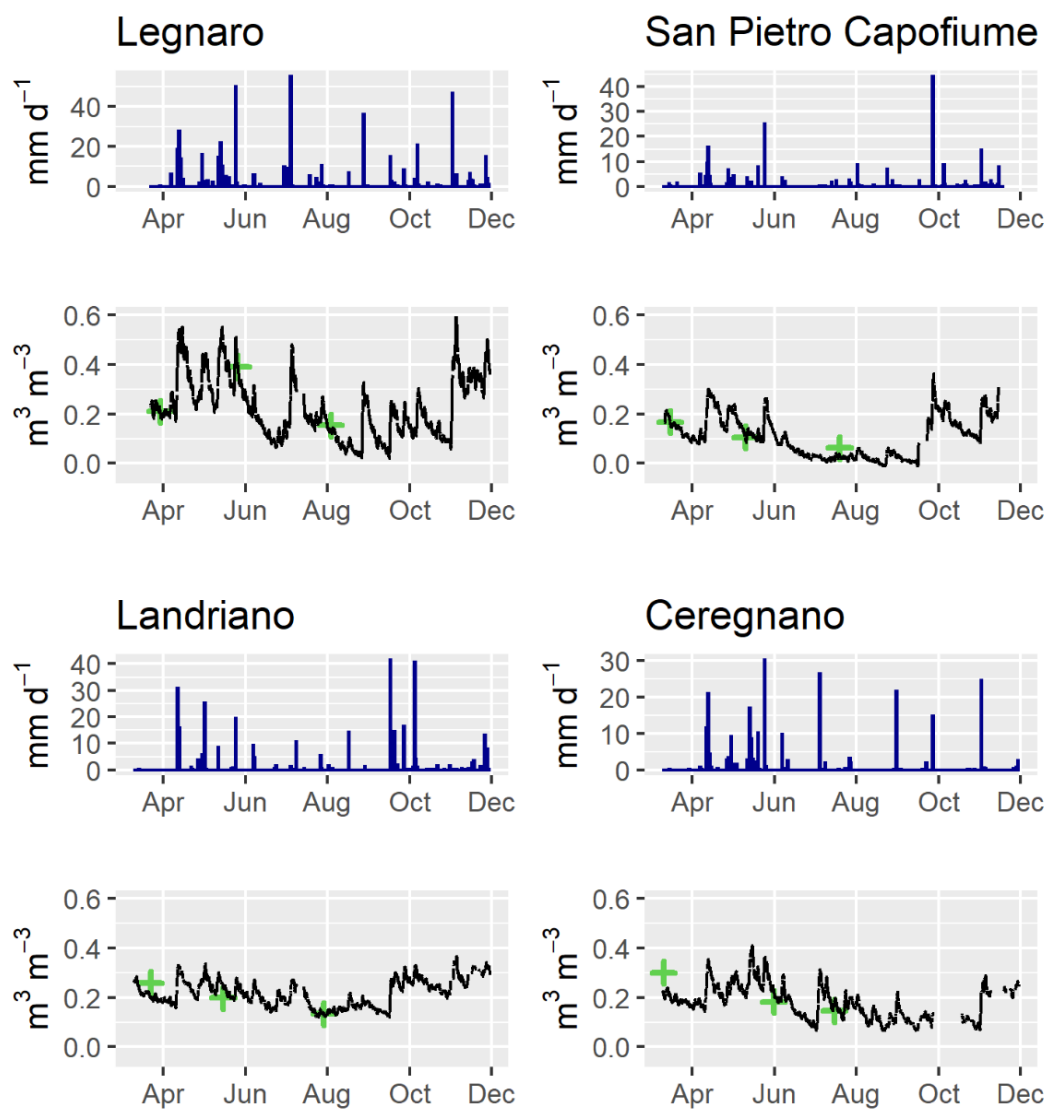 Legnaro
San Pietro Capofiume
mm d⁻¹
40
20
0
Apr Jun Aug Oct Dec
mm d⁻¹
40
30
20
10
0
Apr Jun Aug Oct Dec
m³ m⁻³
0.6
0.4
0.2
0.0
Apr Jun Aug Oct Dec
m³ m⁻³
0.6
0.4
0.2
0.0
Apr Jun Aug Oct Dec
Landriano
Ceregnano
mm d⁻¹
40
30
20
10
0
Apr Jun Aug Oct Dec
mm d⁻¹
30
20
10
0
Apr Jun Aug Oct Dec
m³ m⁻³
0.6
0.4
0.2
0.0
Apr Jun Aug Oct Dec
m³ m⁻³
0.6
0.4
0.2
0.0
Apr Jun Aug Oct Dec